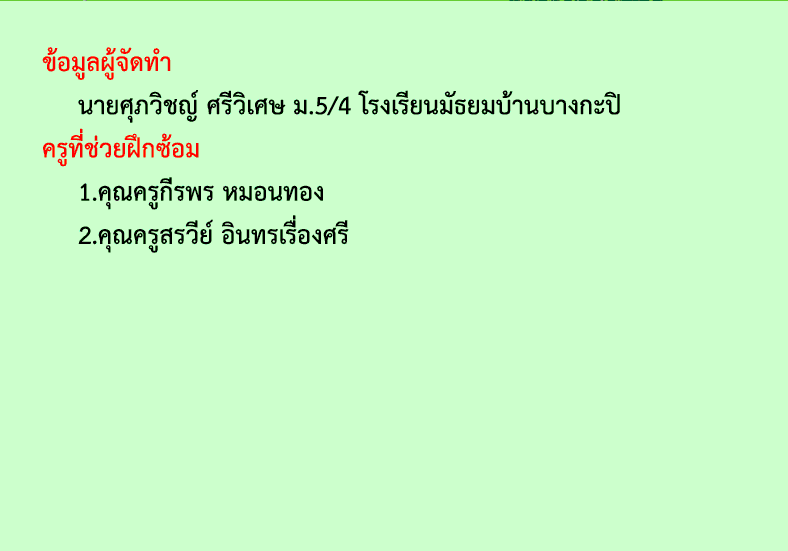 ข้อมูลผู้จัดทำ
นายศุภวิชญ์ ศรีวิเศษ ม.5/4 โรงเรียนมัธยมบ้านบางกะปิ
ครูที่ช่วยฝึกซ้อม
1.คุณครูกีรพร หมอนทอง
2.คุณครูสรวีย์ อินทรเรื่องศรี